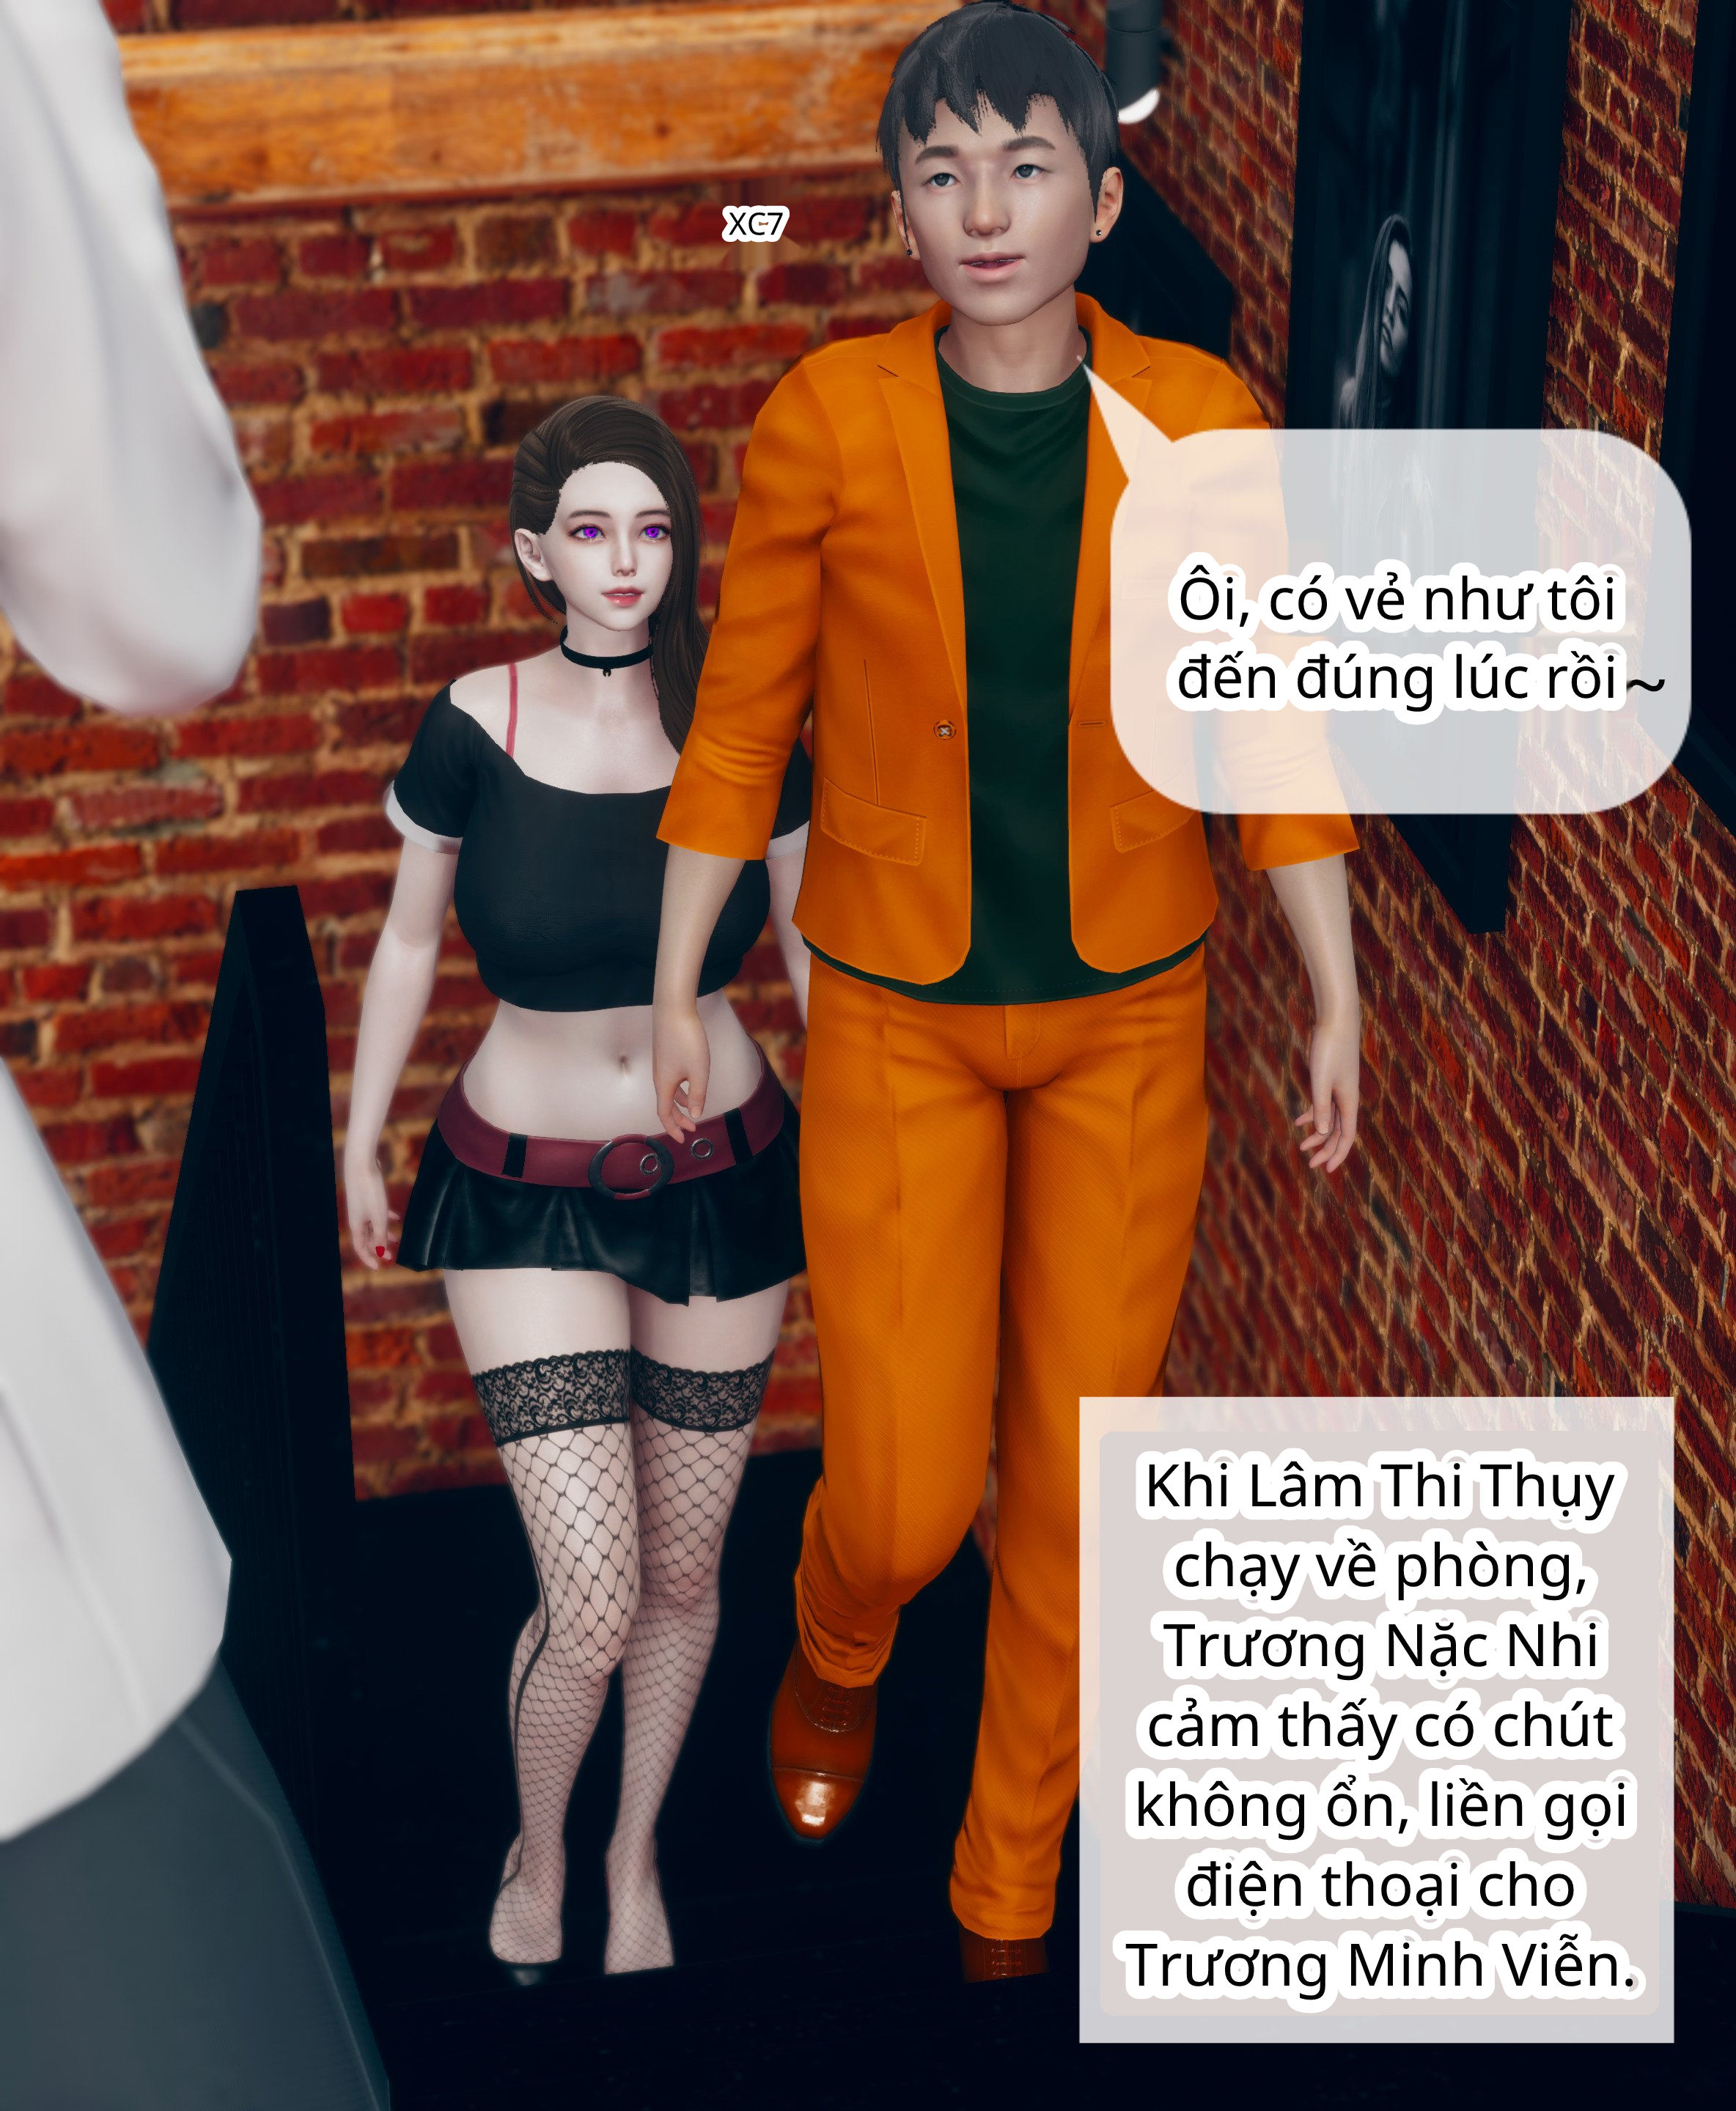 XC7
Ôi, có vẻ như tôi
đến đúng lúc rồi~
Khi Lâm Thi Thụy
chạy về phòng,
Trương Nặc Nhi
cảm thấy có chút
không ổn, liền gọi
điện thoại cho
Trương Minh Viễn.